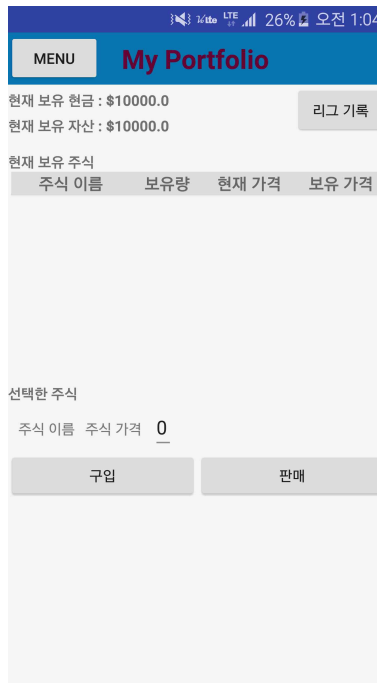 LTE 26% 오전 1:04
MENU My Portfolio
현재 보유 현금 : $10000.0
리그 기록
현재 보유 자산 : $10000.0
현재 보유 주식
주식 이름 보유량 현재 가격 보유 가격
선택한 주식
주식 이름 주식 가격 0
구입 판매